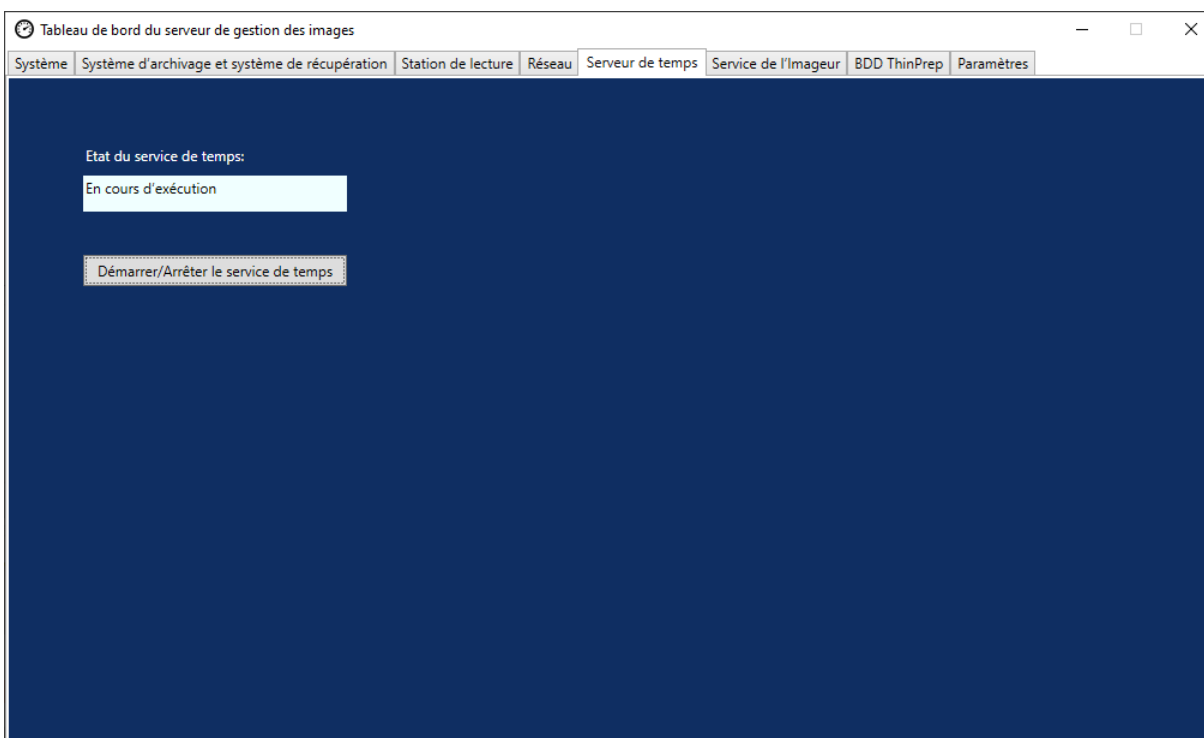 Tableau de bord du serveur de gestion des images
Système Système d'archivage et système de récupération Station de lecture Réseau Serveur de temps Service de l'Imageur BDD ThinPrep Paramètres
Etat du service de temps:
En cours d'exécution
Démarrer/Arrêter le service de temps